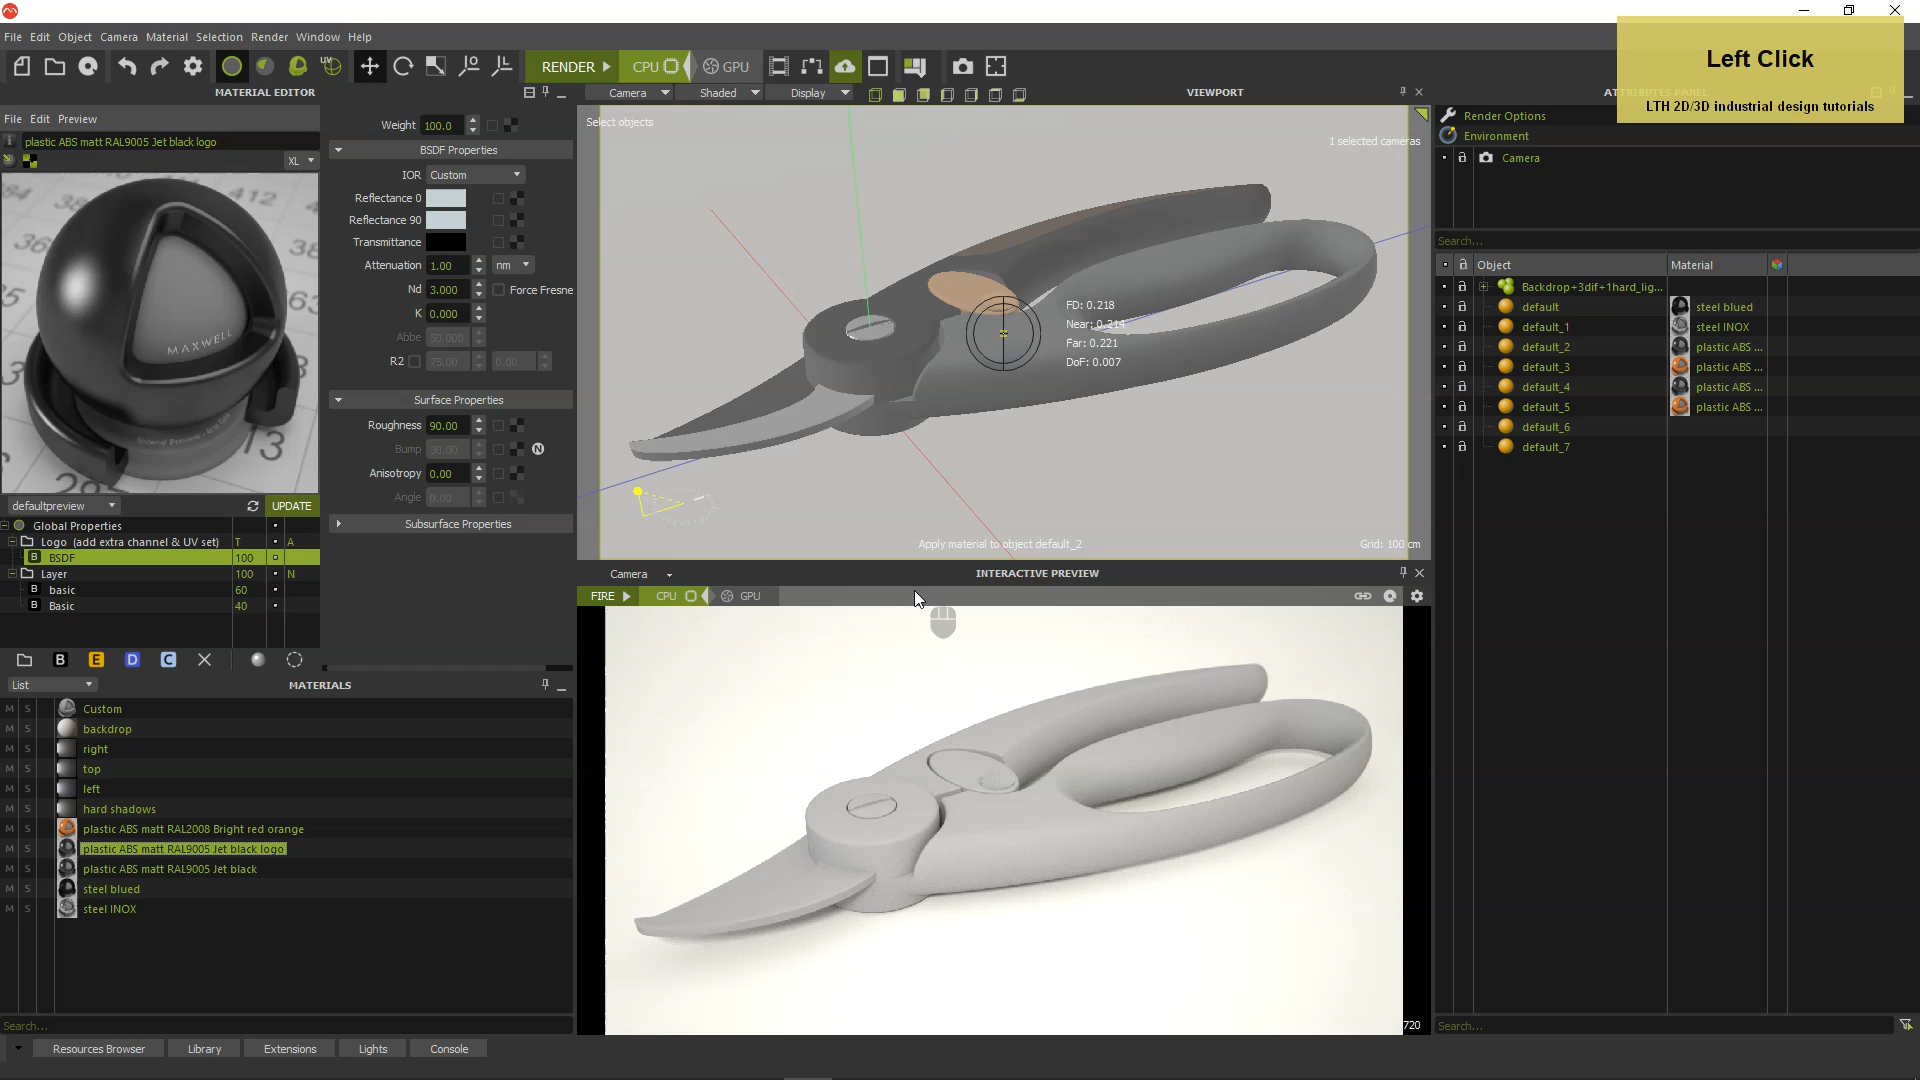 File Edit Object Camera Material Selection Render Window Help
UV
RENDER CPU GPU
Left Click
LTH 2D/3D industrial design tutorials
MATERIAL EDITOR
Camera Shaded Display
VIEWPORT
File Edit Preview
plastic ABS matt RAL9005 Jet black logo
XL
MAXWELL
defaultpreview
UPDATE
Global Properties
Logo (add extra channel & UV set) T A
B BSDF 100
Layer 100 N
B basic 60
B Basic 40
B E D C
Weight 100.0
BSDF Properties
IOR Custom
Reflectance 0
Reflectance 90
Transmittance
Attenuation 1.00 nm
Nd 3.000 Force Fresne
K 0.000
Abbe 50.000
R2 75.00 0.00
Surface Properties
Roughness 90.00
Bump 30.00 N
Anisotropy 0.00
Angle 0.00
Subsurface Properties
List
MATERIALS
M S Custom
M S backdrop
M S right
M S top
M S left
M S hard shadows
M S plastic ABS matt RAL2008 Bright red orange
M S plastic ABS matt RAL9005 Jet black logo
M S plastic ABS matt RAL9005 Jet black
M S steel blued
M S steel INOX
Search...
Resources Browser Library Extensions Lights Console
Select objects
1 selected cameras
FD: 0.218
Near: 0.214
Far: 0.221
DoF: 0.007
Apply material to object default_2
Grid: 100 cm
Camera
INTERACTIVE PREVIEW
FIRE CPU GPU
720
Render Options
Environment
Camera
Search...
Object Material
Backdrop+3dif+1hard_lig...
default steel blued
default_1 steel INOX
default_2 plastic ABS ...
default_3 plastic ABS ...
default_4 plastic ABS ...
default_5 plastic ABS ...
default_6
default_7
Search...